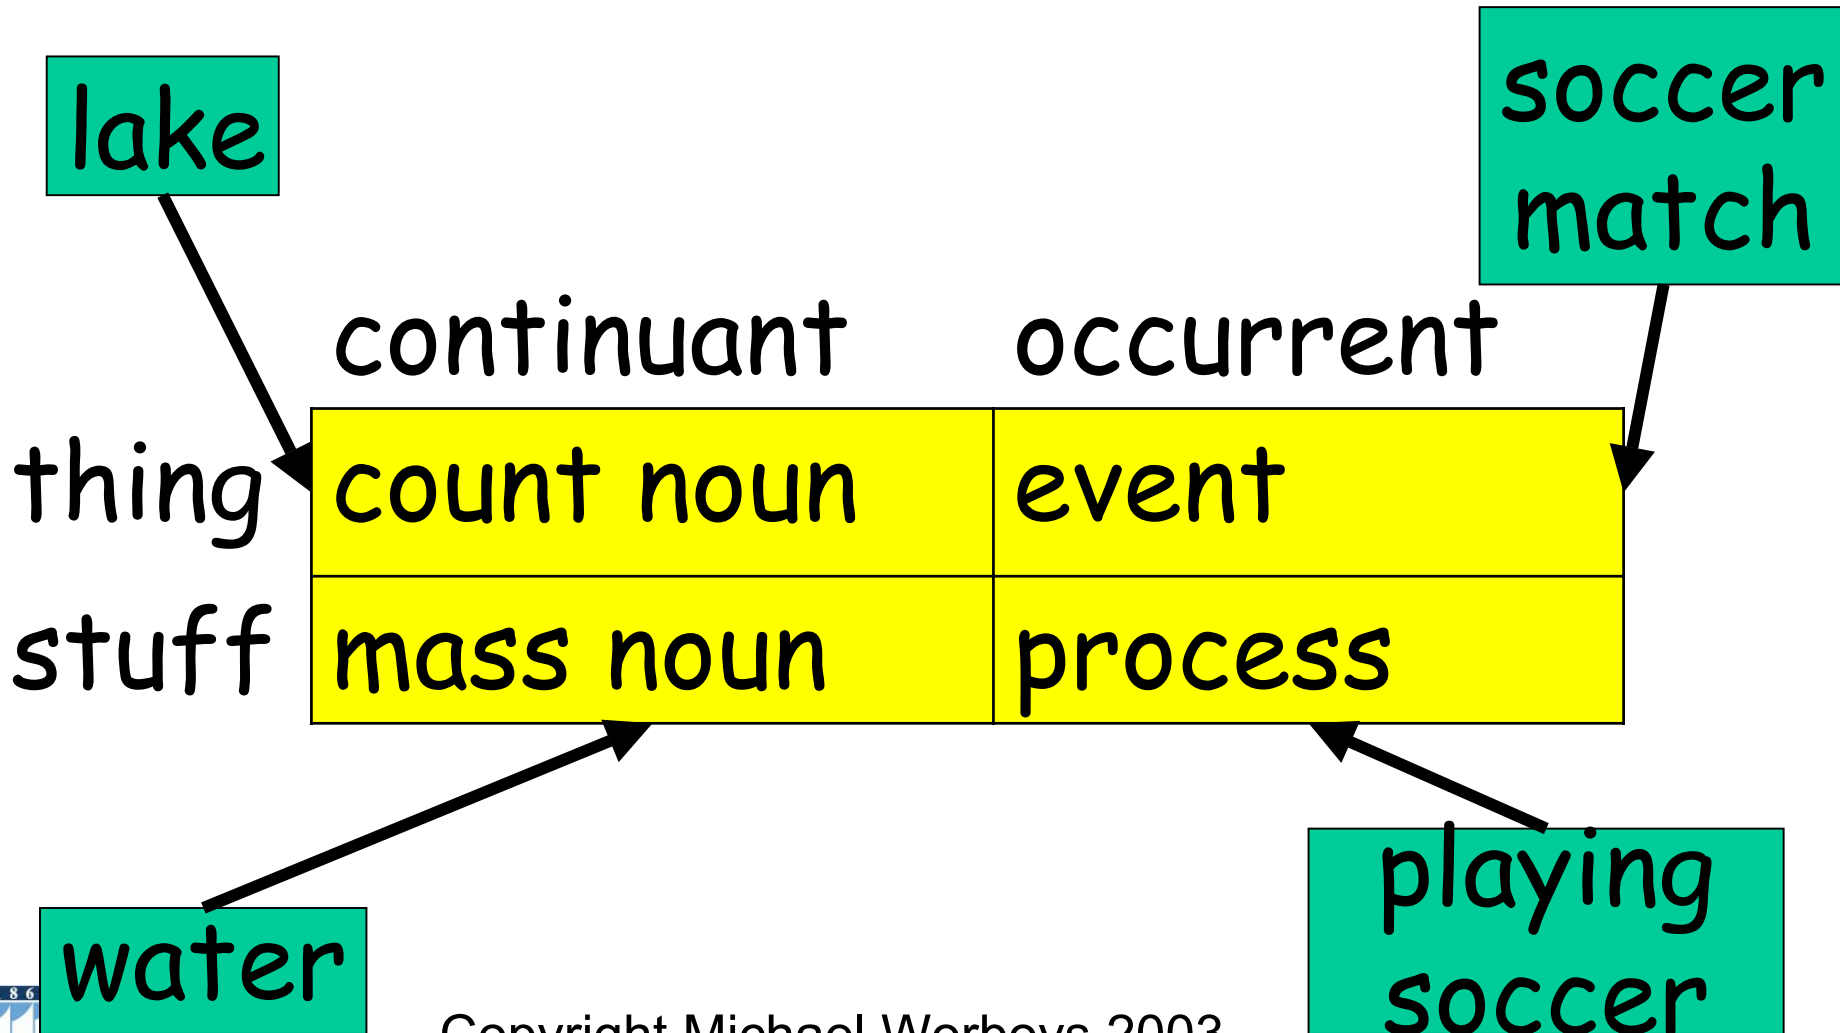 lake
soccer
match
continuant occurrent
thing count noun event
stuff mass noun process
playing
water
soccer
86
Copyright Michael Worboys 2003